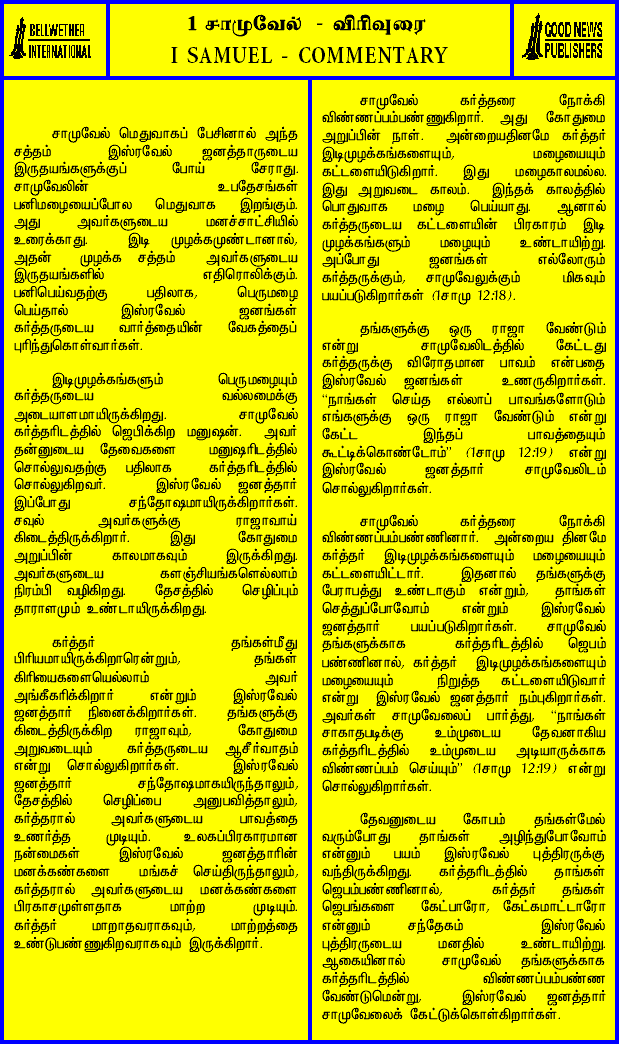 BELLWETHER
INTERNATIONAL
1 சாமுவேல் - விரிவுரை
I SAMUEL - COMMENTARY
GOOD NEWS
PUBLISHERS
சாமுவேல் மெதுவாகப் பேசினால் அந்த
சத்தம் இஸ்ரவேல் ஜனத்தாருடைய
இருதயங்களுக்குப் போய் சேராது.
சாமுவேலின் உபதேசங்கள்
பனிமழையைப்போல மெதுவாக இறங்கும்.
அது அவர்களுடைய மனச்சாட்சியில்
உரைக்காது. இடி முழக்கமுண்டானால்,
அதன் முழக்க சத்தம் அவர்களுடைய
இருதயங்களில் எதிரொலிக்கும்.
பனிபெய்வதற்கு பதிலாக, பெருமழை
பெய்தால் இஸ்ரவேல் ஜனங்கள்
கர்த்தருடைய வார்த்தையின் வேகத்தைப்
புரிந்துகொள்வார்கள்.
இடிமுழக்கங்களும் பெருமழையும்
கர்த்தருடைய வல்லமைக்கு
அடையாளமாயிருக்கிறது. சாமுவேல்
கர்த்தரிடத்தில் ஜெபிக்கிற மனுஷன். அவர்
தன்னுடைய தேவைகளை மனுஷரிடத்தில்
சொல்லுவதற்கு பதிலாக கர்த்தரிடத்தில்
சொல்லுகிறவர். இஸ்ரவேல் ஜனத்தார்
இப்போது சந்தோஷமாயிருக்கிறார்கள்.
சவுல் அவர்களுக்கு ராஜாவாய்
கிடைத்திருக்கிறார். இது கோதுமை
அறுப்பின் காலமாகவும் இருக்கிறது.
அவர்களுடைய களஞ்சியங்களெல்லாம்
நிரம்பி வழிகிறது. தேசத்தில் செழிப்பும்
தாராளமும் உண்டாயிருக்கிறது.
கர்த்தர் தங்கள்மீது
பிரியமாயிருக்கிறாரென்றும், தங்கள்
கிரியைகளையெல்லாம் அவர்
அங்கீகரிக்கிறார் என்றும் இஸ்ரவேல்
ஜனத்தார் நினைக்கிறார்கள். தங்களுக்கு
கிடைத்திருக்கிற ராஜாவும், கோதுமை
அறுவடையும் கர்த்தருடைய ஆசீர்வாதம்
என்று சொல்லுகிறார்கள். இஸ்ரவேல்
ஜனத்தார் சந்தோஷமாகயிருந்தாலும்,
தேசத்தில் செழிப்பை அனுபவித்தாலும்,
கர்த்தரால் அவர்களுடைய பாவத்தை
உணர்த்த முடியும். உலகப்பிரகாரமான
நன்மைகள் இஸ்ரவேல் ஜனத்தாரின்
மனக்கண்களை மங்கச் செய்திருந்தாலும்,
கர்த்தரால் அவர்களுடைய மனக்கண்களை
பிரகாசமுள்ளதாக மாற்ற முடியும்.
கர்த்தர் மாறாதவராகவும், மாற்றத்தை
உண்டுபண்ணுகிறவராகவும் இருக்கிறார்.
சாமுவேல் கர்த்தரை நோக்கி
விண்ணப்பம்பண்ணுகிறார். அது கோதுமை
அறுப்பின் நாள். அன்றையதினமே கர்த்தர்
இடிமுழக்கங்களையும், மழையையும்
கட்டளையிடுகிறார். இது மழைகாலமல்ல.
இது அறுவடை காலம். இந்தக் காலத்தில்
பொதுவாக மழை பெய்யாது. ஆனால்
கர்த்தருடைய கட்டளையின் பிரகாரம் இடி
முழக்கங்களும் மழையும் உண்டாயிற்று.
அப்போது ஜனங்கள் எல்லோரும்
கர்த்தருக்கும், சாமுவேலுக்கும் மிகவும்
பயப்படுகிறார்கள் (1சாமு 12:18).
தங்களுக்கு ஒரு ராஜா வேண்டும்
என்று சாமுவேலிடத்தில் கேட்டது
கர்த்தருக்கு விரோதமான பாவம் என்பதை
இஸ்ரவேல் ஜனங்கள் உணருகிறார்கள்.
"நாங்கள் செய்த எல்லாப் பாவங்களோடும்
எங்களுக்கு ஒரு ராஜா வேண்டும் என்று
கேட்ட இந்தப் பாவத்தையும்
கூட்டிக்கொண்டோம்" (1சாமு 12:19) என்று
இஸ்ரவேல் ஜனத்தார் சாமுவேலிடம்
சொல்லுகிறார்கள்.
சாமுவேல் கர்த்தரை நோக்கி
விண்ணப்பம்பண்ணினார். அன்றைய தினமே
கர்த்தர் இடிமுழக்கங்களையும் மழையையும்
கட்டளையிட்டார். இதனால் தங்களுக்கு
பேராபத்து உண்டாகும் என்றும், தாங்கள்
செத்துப்போவோம் என்றும் இஸ்ரவேல்
ஜனத்தார் பயப்படுகிறார்கள். சாமுவேல்
தங்களுக்காக கர்த்தரிடத்தில் ஜெபம்
பண்ணினால், கர்த்தர் இடிமுழக்கங்களையும்
மழையையும் நிறுத்த கட்டளையிடுவார்
என்று இஸ்ரவேல் ஜனத்தார் நம்புகிறார்கள்.
அவர்கள் சாமுவேலைப் பார்த்து, "நாங்கள்
சாகாதபடிக்கு உம்முடைய தேவனாகிய
கர்த்தரிடத்தில் உம்முடைய அடியாருக்காக
விண்ணப்பம் செய்யும்" (1சாமு 12:19) என்று
சொல்லுகிறார்கள்.
தேவனுடைய கோபம் தங்கள்மேல்
வரும்போது தாங்கள் அழிந்துபோவோம்
என்னும் பயம் இஸ்ரவேல் புத்திரருக்கு
வந்திருக்கிறது. கர்த்தரிடத்தில் தாங்கள்
ஜெபம்பண்ணினால், கர்த்தர் தங்கள்
ஜெபங்களை கேட்பாரோ, கேட்கமாட்டாரோ
என்னும் சந்தேகம் இஸ்ரவேல்
புத்திரருடைய மனதில் உண்டாயிற்று.
ஆகையினால் சாமுவேல் தங்களுக்காக
கர்த்தரிடத்தில் விண்ணப்பம்பண்ண
வேண்டுமென்று, இஸ்ரவேல் ஜனத்தார்
சாமுவேலைக் கேட்டுக்கொள்கிறார்கள்.